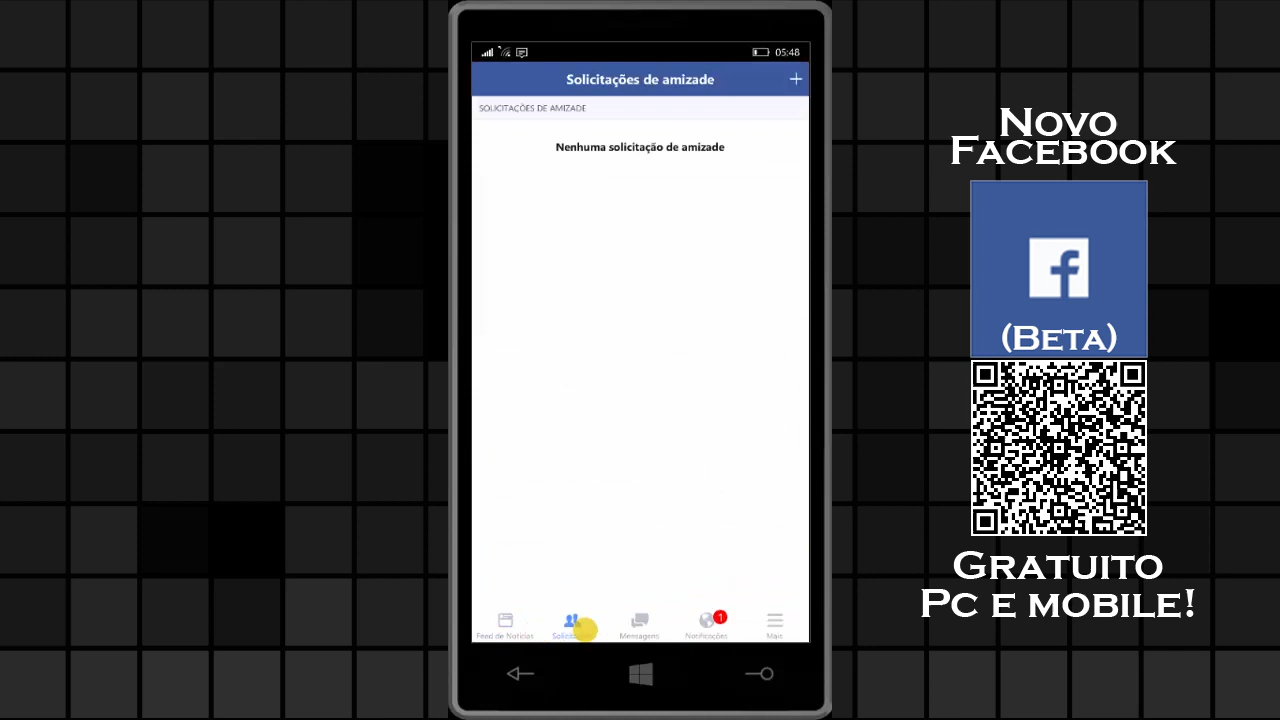 05:48
Solicitações de amizade
SOLICITAÇÕES DE AMIZADE
Nenhuma solicitação de amizade
Feed de Notícias
Mensagens
1
Notificações
Mais
Novo
Facebook
f
(Beta)
Gratuito
Pc e mobile!